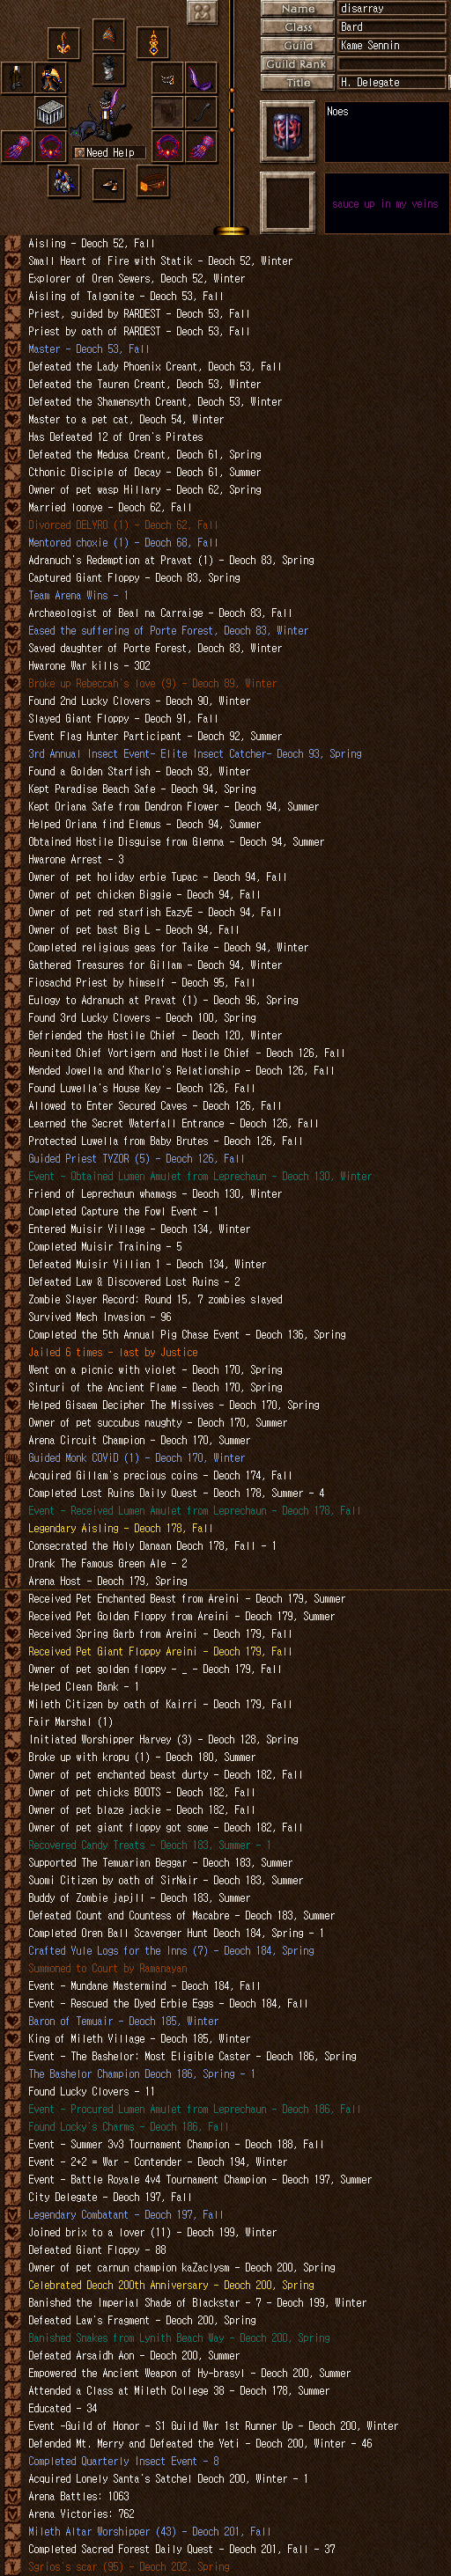 Name disarray
Class Bard
Guild Kame Sennin
Guild Rank
Title H. Delegate
Noes
Need Help
sauce up in my veins
Aisling - Deoch 52, Fall
Small Heart of Fire with Statik - Deoch 52, Winter
Explorer of Oren Sewers, Deoch 52, Winter
Aisling of Talgonite - Deoch 53, Fall
Priest, guided by RARDEST - Deoch 53, Fall
Priest by oath of RARDEST - Deoch 53, Fall
Master - Deoch 53, Fall
Defeated the Lady Phoenix Creant, Deoch 53, Fall
Defeated the Tauren Creant, Deoch 53, Winter
Defeated the Shamensyth Creant, Deoch 53, Winter
Master to a pet cat, Deoch 54, Winter
Has Defeated 12 of Oren's Pirates
Defeated the Medusa Creant, Deoch 61, Spring
Cthonic Disciple of Decay - Deoch 61, Summer
Owner of pet wasp Hillary - Deoch 62, Spring
Married loonye - Deoch 62, Fall
Divorced DELYRO (1) - Deoch 62, Fall
Mentored choxie (1) - Deoch 68, Fall
Adranuch's Redemption at Pravat (1) - Deoch 83, Spring
Captured Giant Floppy - Deoch 83, Spring
Team Arena Wins - 1
Archaeologist of Beal na Carraige - Deoch 83, Fall
Eased the suffering of Porte Forest, Deoch 83, Winter
Saved daughter of Porte Forest, Deoch 83, Winter
Hwarone War kills - 302
Broke up Rebeccah's love (9) - Deoch 89, Winter
Found 2nd Lucky Clovers - Deoch 90, Winter
Slayed Giant Floppy - Deoch 91, Fall
Event Flag Hunter Participant - Deoch 92, Summer
3rd Annual Insect Event- Elite Insect Catcher- Deoch 93, Spring
Found a Golden Starfish - Deoch 93, Winter
Kept Paradise Beach Safe - Deoch 94, Spring
Kept Oriana Safe from Dendron Flower - Deoch 94, Summer
Helped Oriana find Elemus - Deoch 94, Summer
Obtained Hostile Disguise from Glenna - Deoch 94, Summer
Hwarone Arrest - 3
Owner of pet holiday erbie Tupac - Deoch 94, Fall
Owner of pet chicken Biggie - Deoch 94, Fall
Owner of pet red starfish EazyE - Deoch 94, Fall
Owner of pet bast Big L - Deoch 94, Fall
Completed religious geas for Taike - Deoch 94, Winter
Gathered Treasures for Gillam - Deoch 94, Winter
Fiosachd Priest by himself - Deoch 95, Fall
Eulogy to Adranuch at Pravat (1) - Deoch 96, Spring
Found 3rd Lucky Clovers - Deoch 100, Spring
Befriended the Hostile Chief - Deoch 120, Winter
Reunited Chief Vortigern and Hostile Chief - Deoch 126, Fall
Mended Jowella and Kharlo's Relationship - Deoch 126, Fall
Found Luwella's House Key - Deoch 126, Fall
Allowed to Enter Secured Caves - Deoch 126, Fall
Learned the Secret Waterfall Entrance - Deoch 126, Fall
Protected Luwella from Baby Brutes - Deoch 126, Fall
Guided Priest TYZOR (5) - Deoch 126, Fall
Event - Obtained Lumen Amulet from Leprechaun - Deoch 130, Winter
Friend of Leprechaun whamags - Deoch 130, Winter
Completed Capture the Fowl Event - 1
Entered Muisir Village - Deoch 134, Winter
Completed Muisir Training - 5
Defeated Muisir Villian 1 - Deoch 134, Winter
Defeated Law & Discovered Lost Ruins - 2
Zombie Slayer Record: Round 15, 7 zombies slayed
Survived Mech Invasion - 96
Completed the 5th Annual Pig Chase Event - Deoch 136, Spring
Jailed 6 times - last by Justice
Went on a picnic with violet - Deoch 170, Spring
Sinturi of the Ancient Flame - Deoch 170, Spring
Helped Gisaem Decipher The Missives - Deoch 170, Spring
Owner of pet succubus naughty - Deoch 170, Summer
Arena Circuit Champion - Deoch 170, Summer
Guided Monk COViD (1) - Deoch 170, Winter
Acquired Gillam's precious coins - Deoch 174, Fall
Completed Lost Ruins Daily Quest - Deoch 178, Summer - 4
Event - Received Lumen Amulet from Leprechaun - Deoch 178, Fall
Legendary Aisling - Deoch 178, Fall
Consecrated the Holy Danaan Deoch 178, Fall - 1
Drank The Famous Green Ale - 2
Arena Host - Deoch 179, Spring
Received Pet Enchanted Beast from Areini - Deoch 179, Summer
Received Pet Golden Floppy from Areini - Deoch 179, Summer
Received Spring Garb from Areini - Deoch 179, Fall
Received Pet Giant Floppy Areini - Deoch 179, Fall
Owner of pet golden floppy - _ - Deoch 179, Fall
Helped Clean Bank - 1
Mileth Citizen by oath of Kairri - Deoch 179, Fall
Fair Marshal (1)
Initiated Worshipper Harvey (3) - Deoch 128, Spring
Broke up with kropu (1) - Deoch 180, Summer
Owner of pet enchanted beast durty - Deoch 182, Fall
Owner of pet chicks BOOTS - Deoch 182, Fall
Owner of pet blaze jackie - Deoch 182, Fall
Owner of pet giant floppy got some - Deoch 182, Fall
Recovered Candy Treats - Deoch 183, Summer - 1
Supported The Temuarian Beggar - Deoch 183, Summer
Suomi Citizen by oath of SirNair - Deoch 183, Summer
Buddy of Zombie japjll - Deoch 183, Summer
Defeated Count and Countess of Macabre - Deoch 183, Summer
Completed Oren Ball Scavenger Hunt Deoch 184, Spring - 1
Crafted Yule Logs for the Inns (7) - Deoch 184, Spring
Summoned to Court by Ramanayan
Event - Mundane Mastermind - Deoch 184, Fall
Event - Rescued the Dyed Erbie Eggs - Deoch 184, Fall
Baron of Temuair - Deoch 185, Winter
King of Mileth Village - Deoch 185, Winter
Event - The Bashelor: Most Eligible Caster - Deoch 186, Spring
The Bashelor Champion Deoch 186, Spring - 1
Found Lucky Clovers - 11
Event - Procured Lumen Amulet from Leprechaun - Deoch 186, Fall
Found Locky's Charms - Deoch 186, Fall
Event - Summer 3v3 Tournament Champion - Deoch 188, Fall
Event - 2+2 = War - Contender - Deoch 194, Winter
Event - Battle Royale 4v4 Tournament Champion - Deoch 197, Summer
City Delegate - Deoch 197, Fall
Legendary Combatant - Deoch 197, Fall
Joined brix to a lover (11) - Deoch 199, Winter
Defeated Giant Floppy - 88
Owner of pet carnun champion kaZaclysm - Deoch 200, Spring
Celebrated Deoch 200th Anniversary - Deoch 200, Spring
Banished the Imperial Shade of Blackstar - 7 - Deoch 199, Winter
Defeated Law's Fragment - Deoch 200, Spring
Banished Snakes from Lynith Beach Way - Deoch 200, Spring
Defeated Arsaidh Aon - Deoch 200, Summer
Empowered the Ancient Weapon of Hy-brasyl - Deoch 200, Summer
Attended a Class at Mileth College 38 - Deoch 178, Summer
Educated - 34
Event -Guild of Honor - S1 Guild War 1st Runner Up - Deoch 200, Winter
Defended Mt. Merry and Defeated the Yeti - Deoch 200, Winter - 46
Completed Quarterly Insect Event - 8
Acquired Lonely Santa's Satchel Deoch 200, Winter - 1
Arena Battles: 1063
Arena Victories: 762
Mileth Altar Worshipper (43) - Deoch 201, Fall
Completed Sacred Forest Daily Quest - Deoch 201, Fall - 37
Sgrios's scar (95) - Deoch 202, Spring